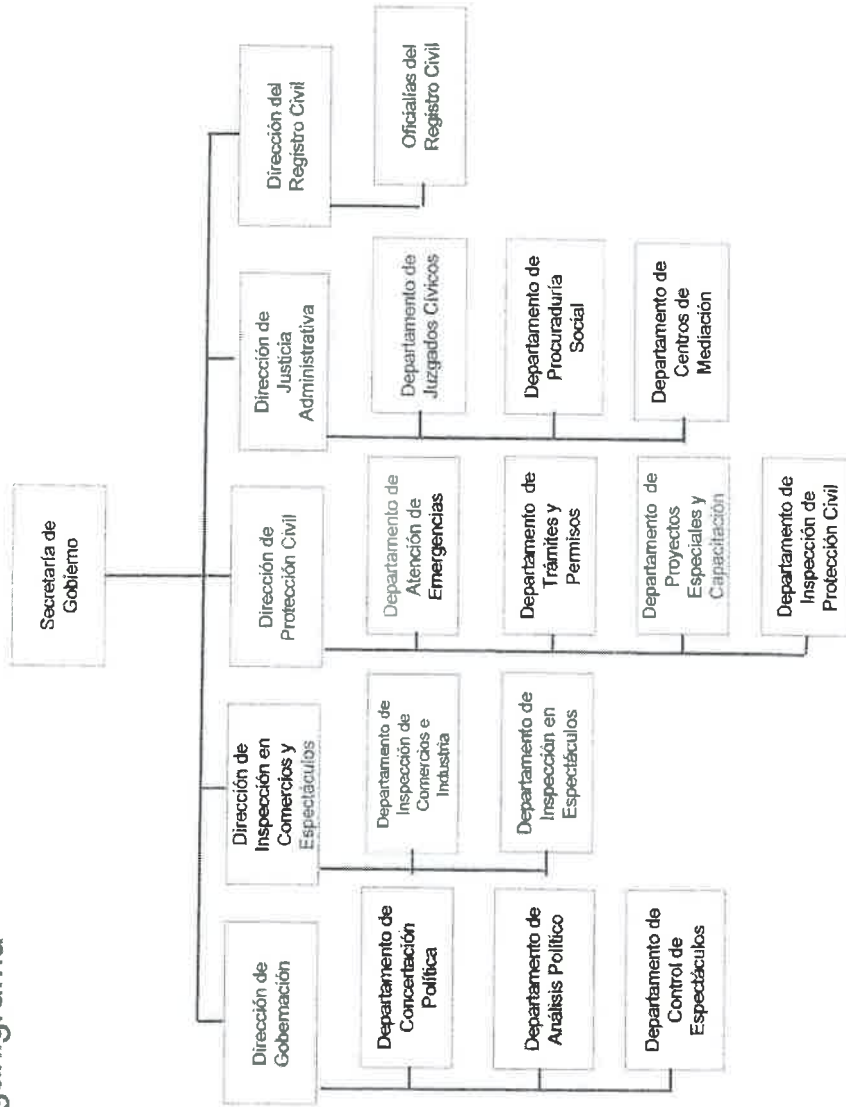 Secretaría de
Gobierno
Dirección de
Gobernación
Departamento de
Concertación
Política
Departamento de
Análisis Político
Departamento de
Control de
Espectáculos
Dirección de
Inspección en
Comercios y
Espectáculos
Departamento de
Inspección de
Comercios e
Industria
Departamento de
Inspección en
Espectáculos
Dirección de
Protección Civil
Departamento de
Atención de
Emergencias
Departamento de
Trámites y
Permisos
Departamento de
Proyectos
Especiales y
Capacitación
Departamento de
Inspección de
Protección Civil
Dirección de
Justicia
Administrativa
Departamento de
Juzgados Cívicos
Departamento de
Procuraduría
Social
Departamento de
Centros de
Mediación
Dirección del
Registro Civil
Oficialías del
Registro Civil